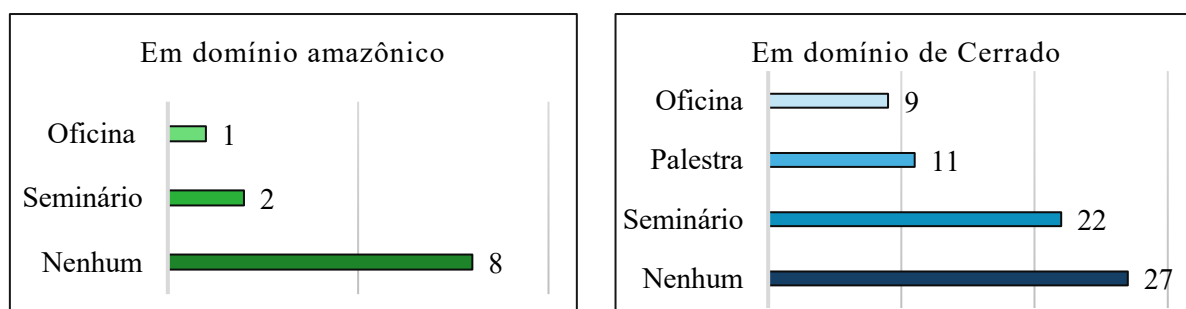 Em domínio amazônico
Oficina 1
Seminário 2
Nenhum 8
Em domínio de Cerrado
Oficina 9
Palestra 11
Seminário 22
Nenhum 27